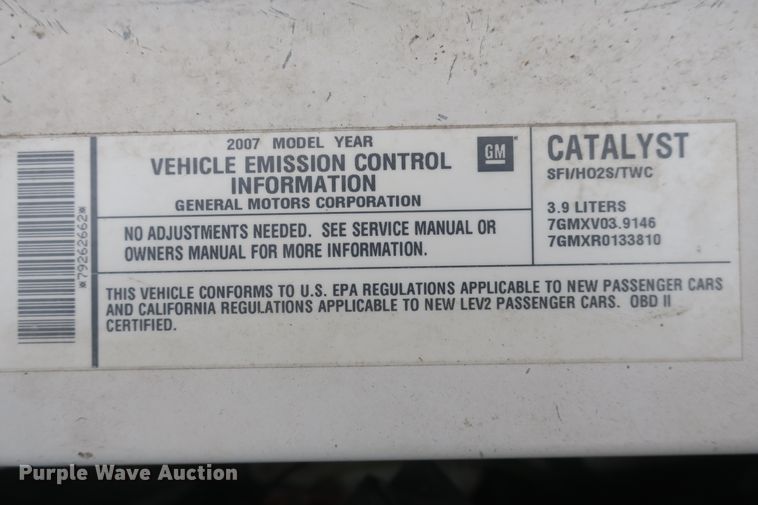 *79262662*
2007 MODEL YEAR
VEHICLE EMISSION CONTROL
INFORMATION
GENERAL MOTORS CORPORATION
GM
NO ADJUSTMENTS NEEDED. SEE SERVICE MANUAL OR
OWNERS MANUAL FOR MORE INFORMATION.
CATALYST
SFI/HO2S/TWC
3.9 LITERS
7GMXV03.9146
7GMXR0133810
THIS VEHICLE CONFORMS TO U.S. EPA REGULATIONS APPLICABLE TO NEW PASSENGER CARS
AND CALIFORNIA REGULATIONS APPLICABLE TO NEW LEV2 PASSENGER CARS. OBD II
CERTIFIED.
Purple Wave Auction